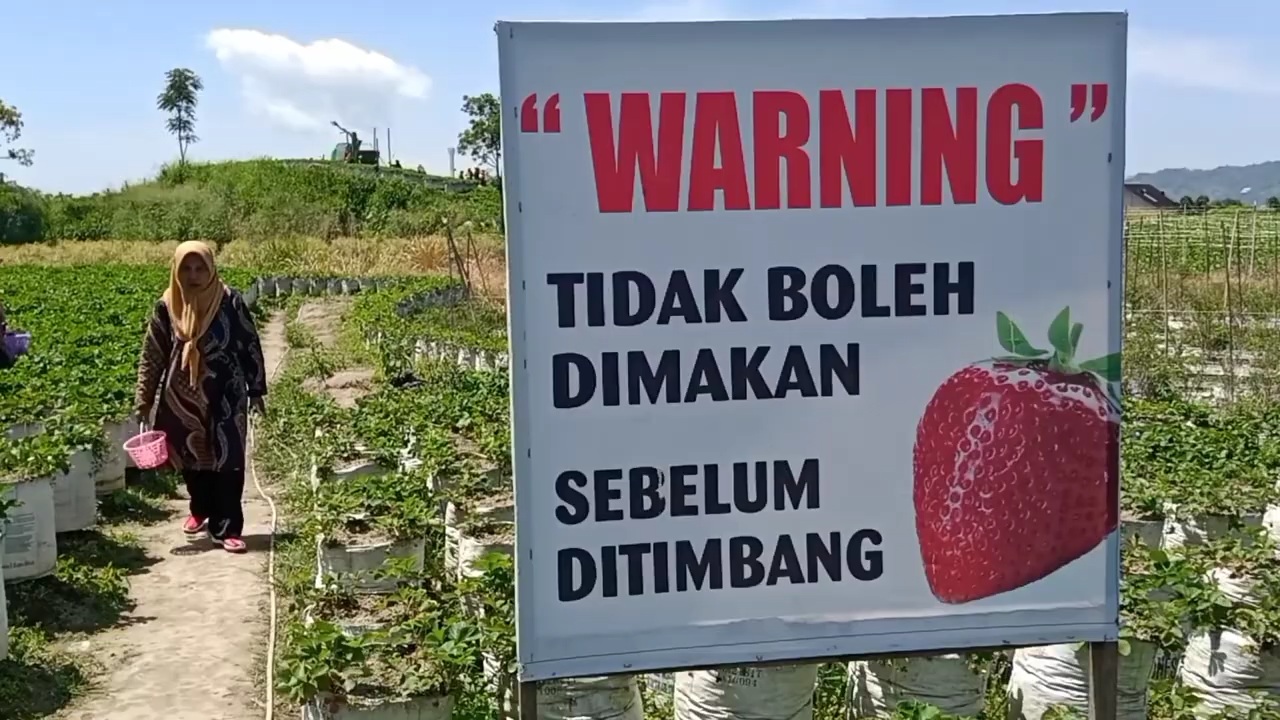 “ WARNING ”
TIDAK BOLEH
DIMAKAN
SEBELUM
DITIMBANG